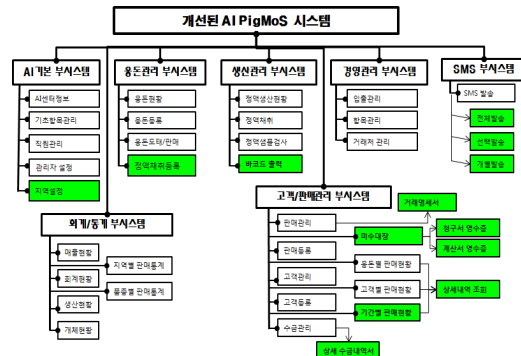 개선된 AI PigMoS 시스템
AI기본 부시스템
용돈관리 부시스템
생산관리 부시스템
경영관리 부시스템
SMS 부시스템
AI센터정보
기초항목관리
직원관리
관리자 설정
지역설정
웅돈현황
웅돈등록
웅돈도태/판매
정액채취등록
정액생산현황
정액채취
정액샘플검사
바코드 출력
입출관리
항목관리
거래처 관리
SMS 발송
전체발송
선택발송
개별발송
회계/통계 부시스템
매출현황
지역별 판매통계
회계현황
품종별 판매통계
생산현황
개체현황
고객/판매관리 부시스템
거래명세서
판매관리
미수대장
청구서 영수증
계산서 영수증
판매등록
웅돈별 판매현황
고객관리
고객별 판매현황
상세내역 조회
고객등록
기간별 판매현황
수금관리
상세 수금내역서